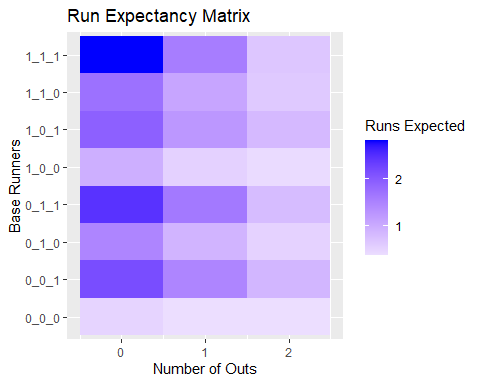 Run Expectancy Matrix
1_1_1
1_1_0
1_0_1
1_0_0
0_1_1
0_1_0
0_0_1
0_0_0
Base Runners
0 1 2
Number of Outs
Runs Expected
2
1